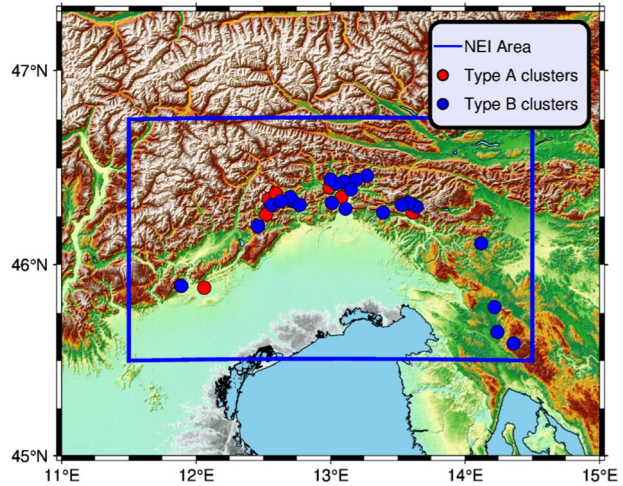 NEI Area
Type A clusters
Type B clusters
47°N
46°N
45°N
11°E
12°E
13°E
14°E
15°E